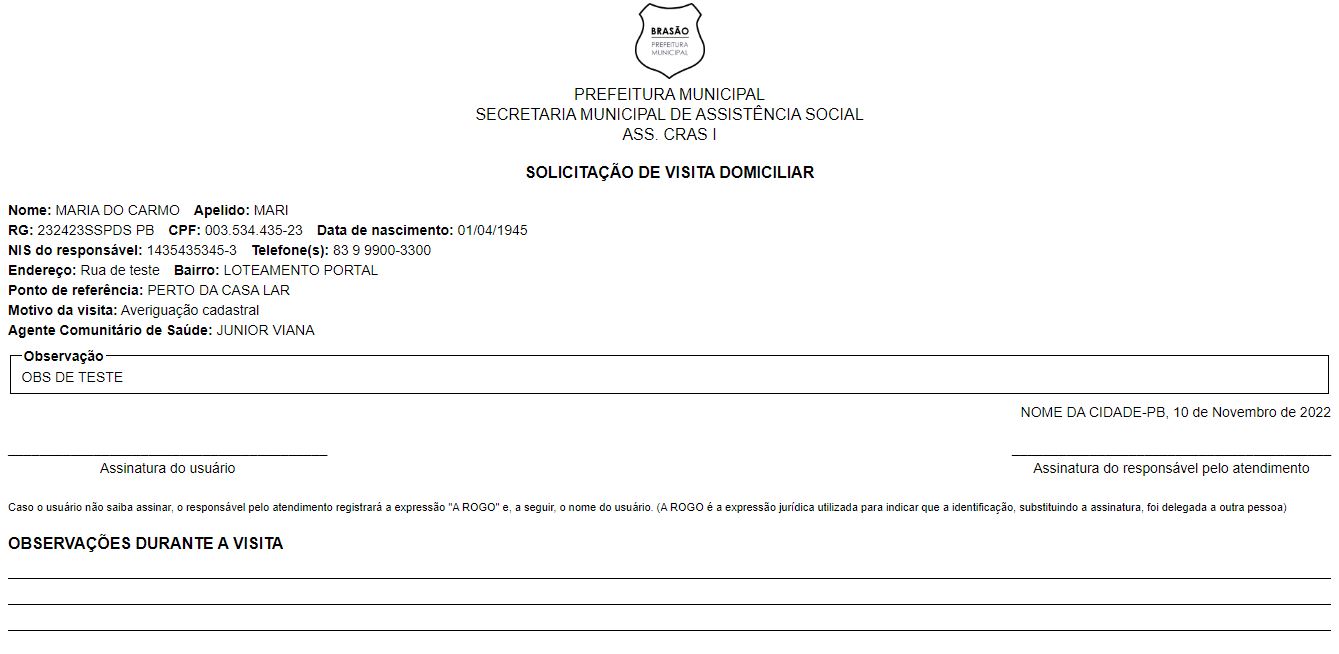 BRASÃO
PREFEITURA
MUNICIPAL
PREFEITURA MUNICIPAL
SECRETARIA MUNICIPAL DE ASSISTÊNCIA SOCIAL
ASS. CRAS I
SOLICITAÇÃO DE VISITA DOMICILIAR
Nome: MARIA DO CARMO Apelido: MARI
RG: 232423SSPDS PB CPF: 003.534.435-23 Data de nascimento: 01/04/1945
NIS do responsável: 1435435345-3 Telefone(s): 83 9 9900-3300
Endereço: Rua de teste Bairro: LOTEAMENTO PORTAL
Ponto de referência: PERTO DA CASA LAR
Motivo da visita: Averiguação cadastral
Agente Comunitário de Saúde: JUNIOR VIANA
Observação
OBS DE TESTE
NOME DA CIDADE-PB, 10 de Novembro de 2022
Assinatura do usuário Assinatura do responsável pelo atendimento
Caso o usuário não saiba assinar, o responsável pelo atendimento registrará a expressão "A ROGO" e, a seguir, o nome do usuário. (A ROGO é a expressão jurídica utilizada para indicar que a identificação, substituindo a assinatura, foi delegada a outra pessoa)
OBSERVAÇÕES DURANTE A VISITA